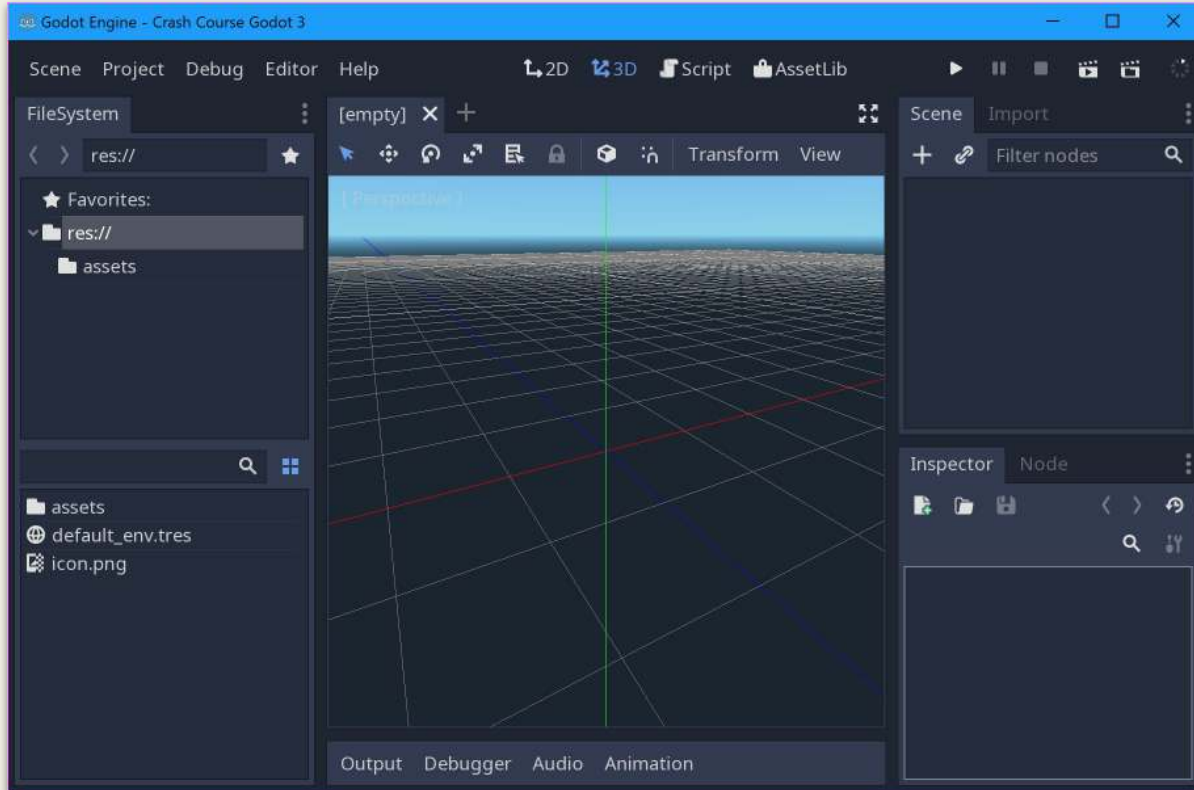 Godot Engine - Crash Course Godot 3
Scene Project Debug Editor Help 2D 3D Script AssetLib
FileSystem
res://
Favorites:
res://
assets
assets
default_env.tres
icon.png
[empty]
Transform View
[ Perspective ]
Output Debugger Audio Animation
Scene Import
Filter nodes
Inspector Node